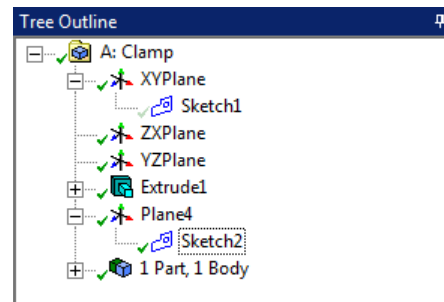 Tree Outline
A: Clamp
XYPlane
Sketch1
ZXPlane
YZPlane
Extrude1
Plane4
Sketch2
1 Part, 1 Body